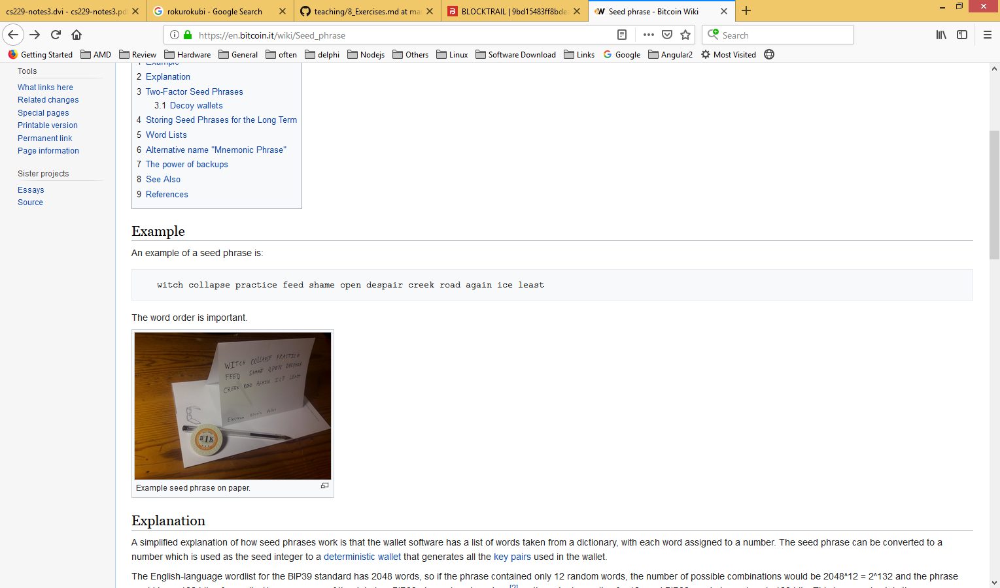 cs229-notes3.dvi - cs229-notes3.pd
rokurokubi - Google Search
teaching/8_Exercises.md at ma
BLOCKTRAIL | 9bd15483ff8bdea
Seed phrase - Bitcoin Wiki
https://en.bitcoin.it/wiki/Seed_phrase
Search
Getting Started AMD Review Hardware General often delphi Nodejs Others Linux Software Download Links Google Angular2 Most Visited
Tools
What links here
Related changes
Special pages
Printable version
Permanent link
Page information
Sister projects
Essays
Source
1 Example
2 Explanation
3 Two-Factor Seed Phrases
3.1 Decoy wallets
4 Storing Seed Phrases for the Long Term
5 Word Lists
6 Alternative name "Mnemonic Phrase"
7 The power of backups
8 See Also
9 References
Example
An example of a seed phrase is:
witch collapse practice feed shame open despair creek road again ice least
The word order is important.
WITCH COLLAPSE PRACTICE
FEED SHAME OPEN DESPAIR
CREEK ROAD AGAIN ICE LEAST
Electrum Bitcoin Wallet
B1K
Example seed phrase on paper.
Explanation
A simplified explanation of how seed phrases work is that the wallet software has a list of words taken from a dictionary, with each word assigned to a number. The seed phrase can be converted to a
number which is used as the seed integer to a deterministic wallet that generates all the key pairs used in the wallet.
The English-language wordlist for the BIP39 standard has 2048 words, so if the phrase contained only 12 random words, the number of possible combinations would be 2048^12 = 2^132 and the phrase